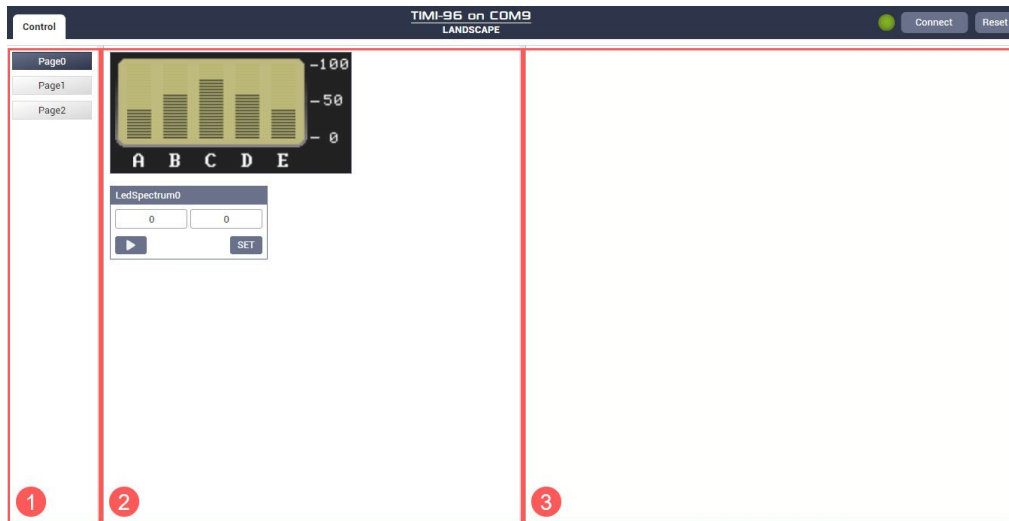 Control
TIMI-96 on COM9
LANDSCAPE
Connect
Reset
Page0
Page1
Page2
-100
-50
- 0
A B C D E
LedSpectrum0
0 0
SET
1
2
3